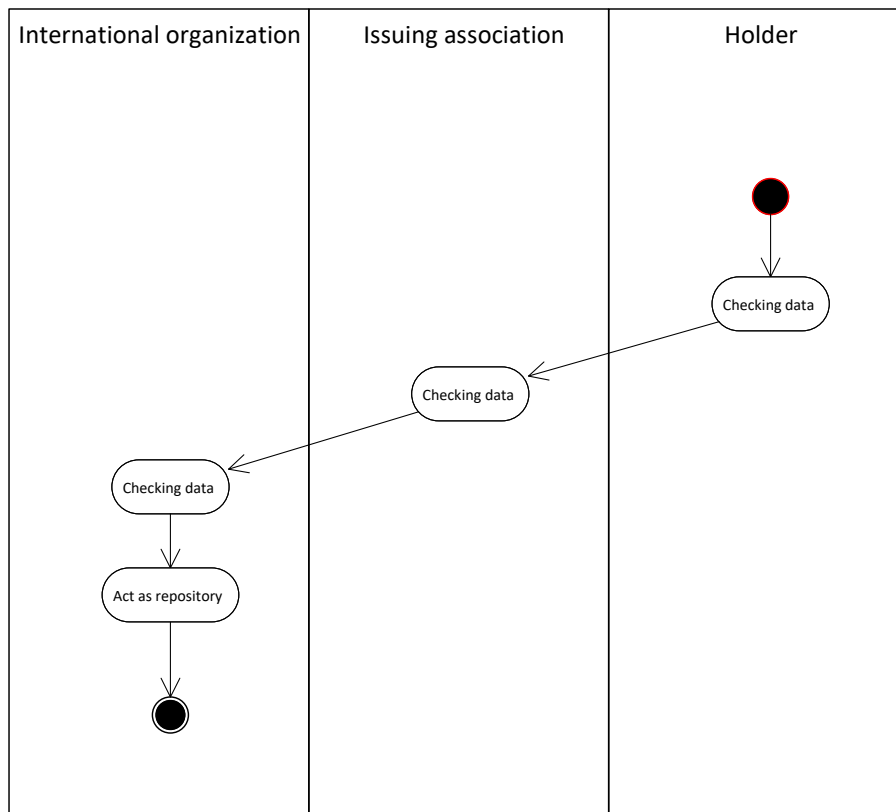 International organization
Issuing association
Holder
Checking data
Checking data
Checking data
Act as repository